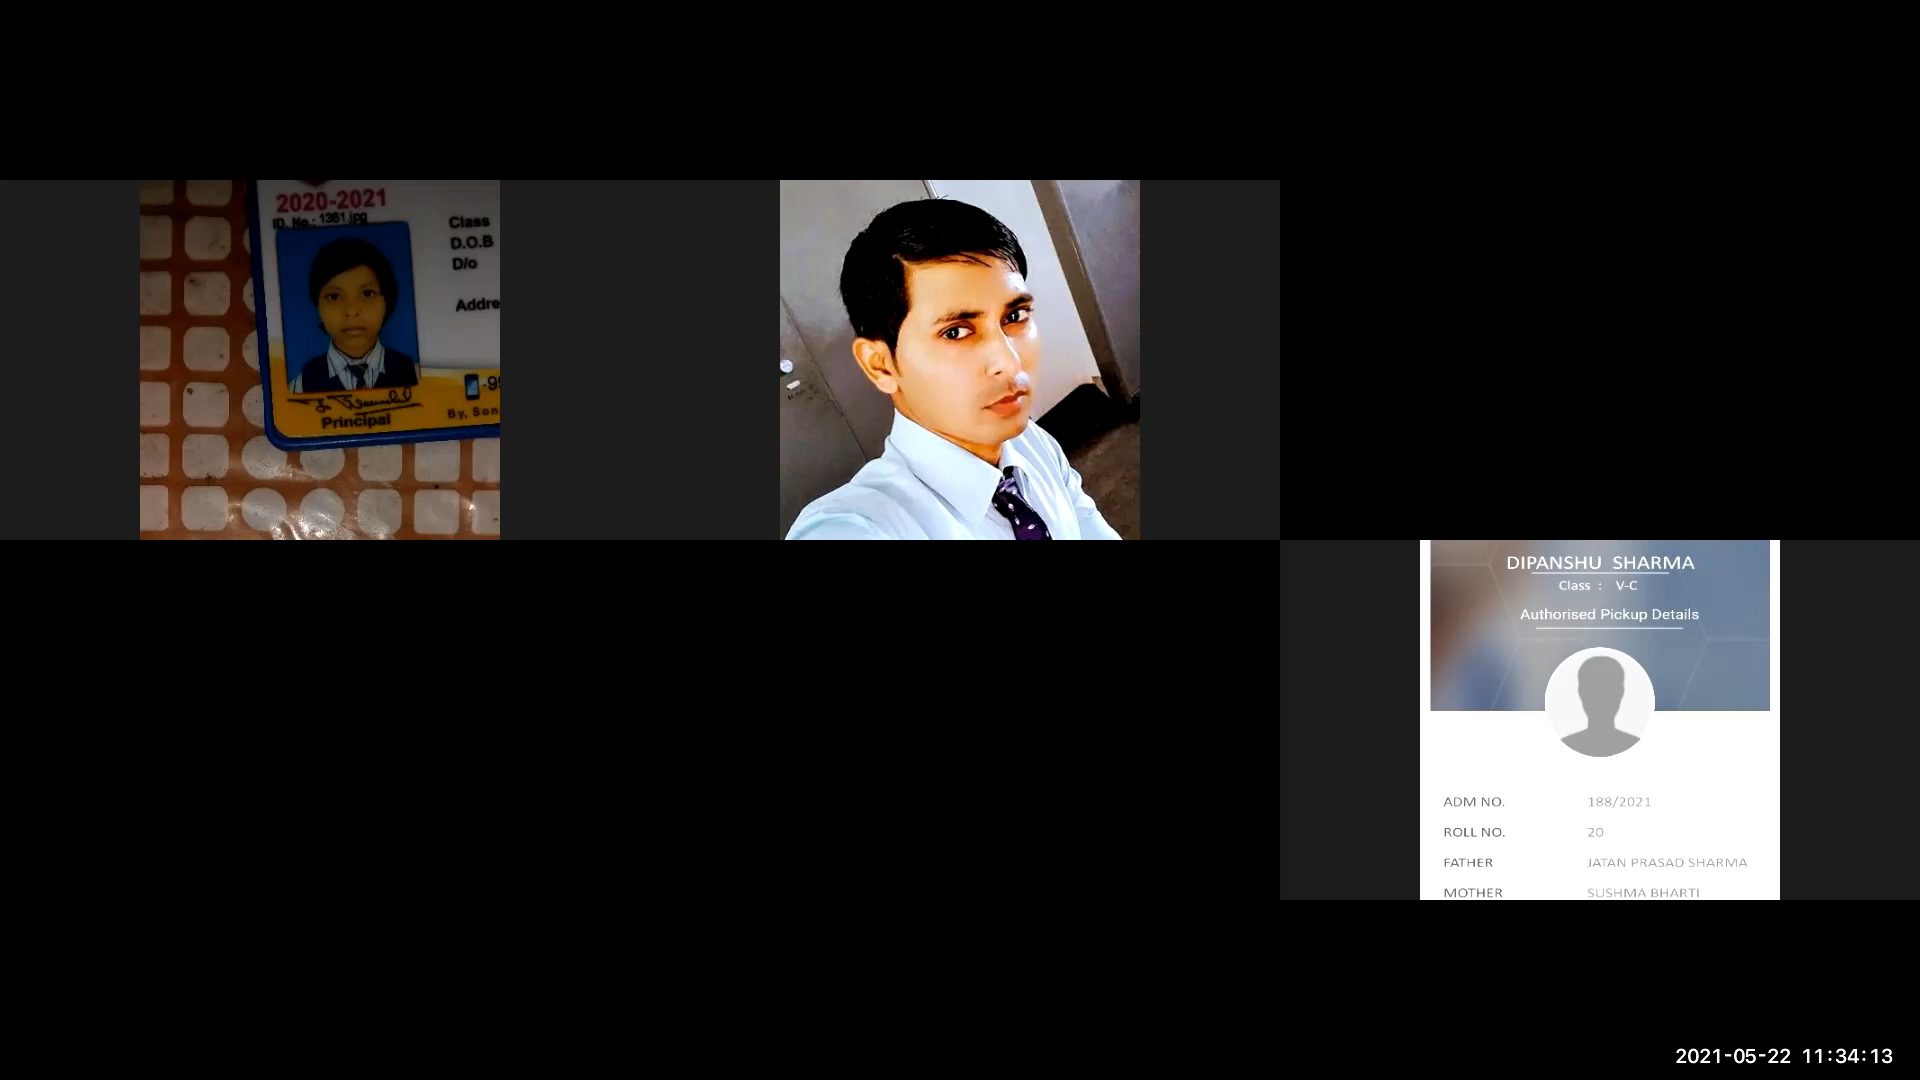 2020-2021
ID. No.: 1361.jpg
Class
D.O.B
D/o
Addre
Principal
By, Son
DIPANSHU SHARMA
Class : V-C
Authorised Pickup Details
ADM NO. 188/2021
ROLL NO. 20
FATHER JATAN PRASAD SHARMA
MOTHER SUSHMA BHARTI
2021-05-22 11:34:13